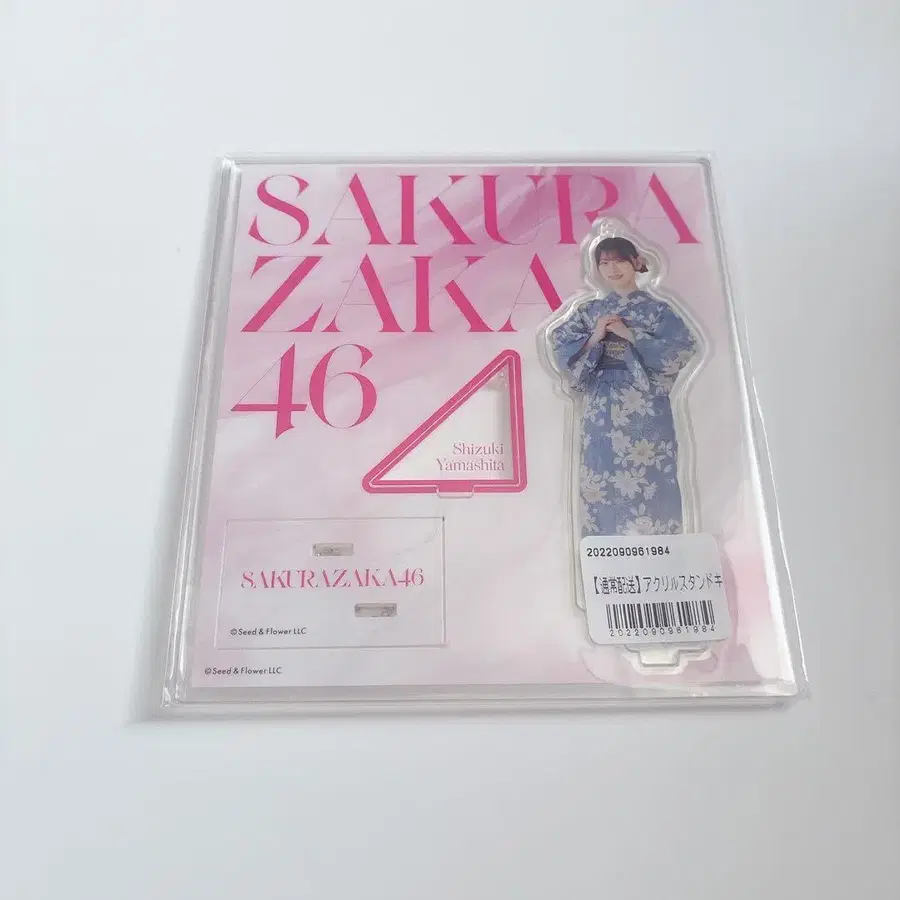 SAKURA
ZAKA
46
Shizuki
Yamashita
SAKURAZAKA46
©Seed & Flower LLC
©Seed & Flower LLC
2022090961984
【通常配送】アクリルスタンドキ
2022090961984